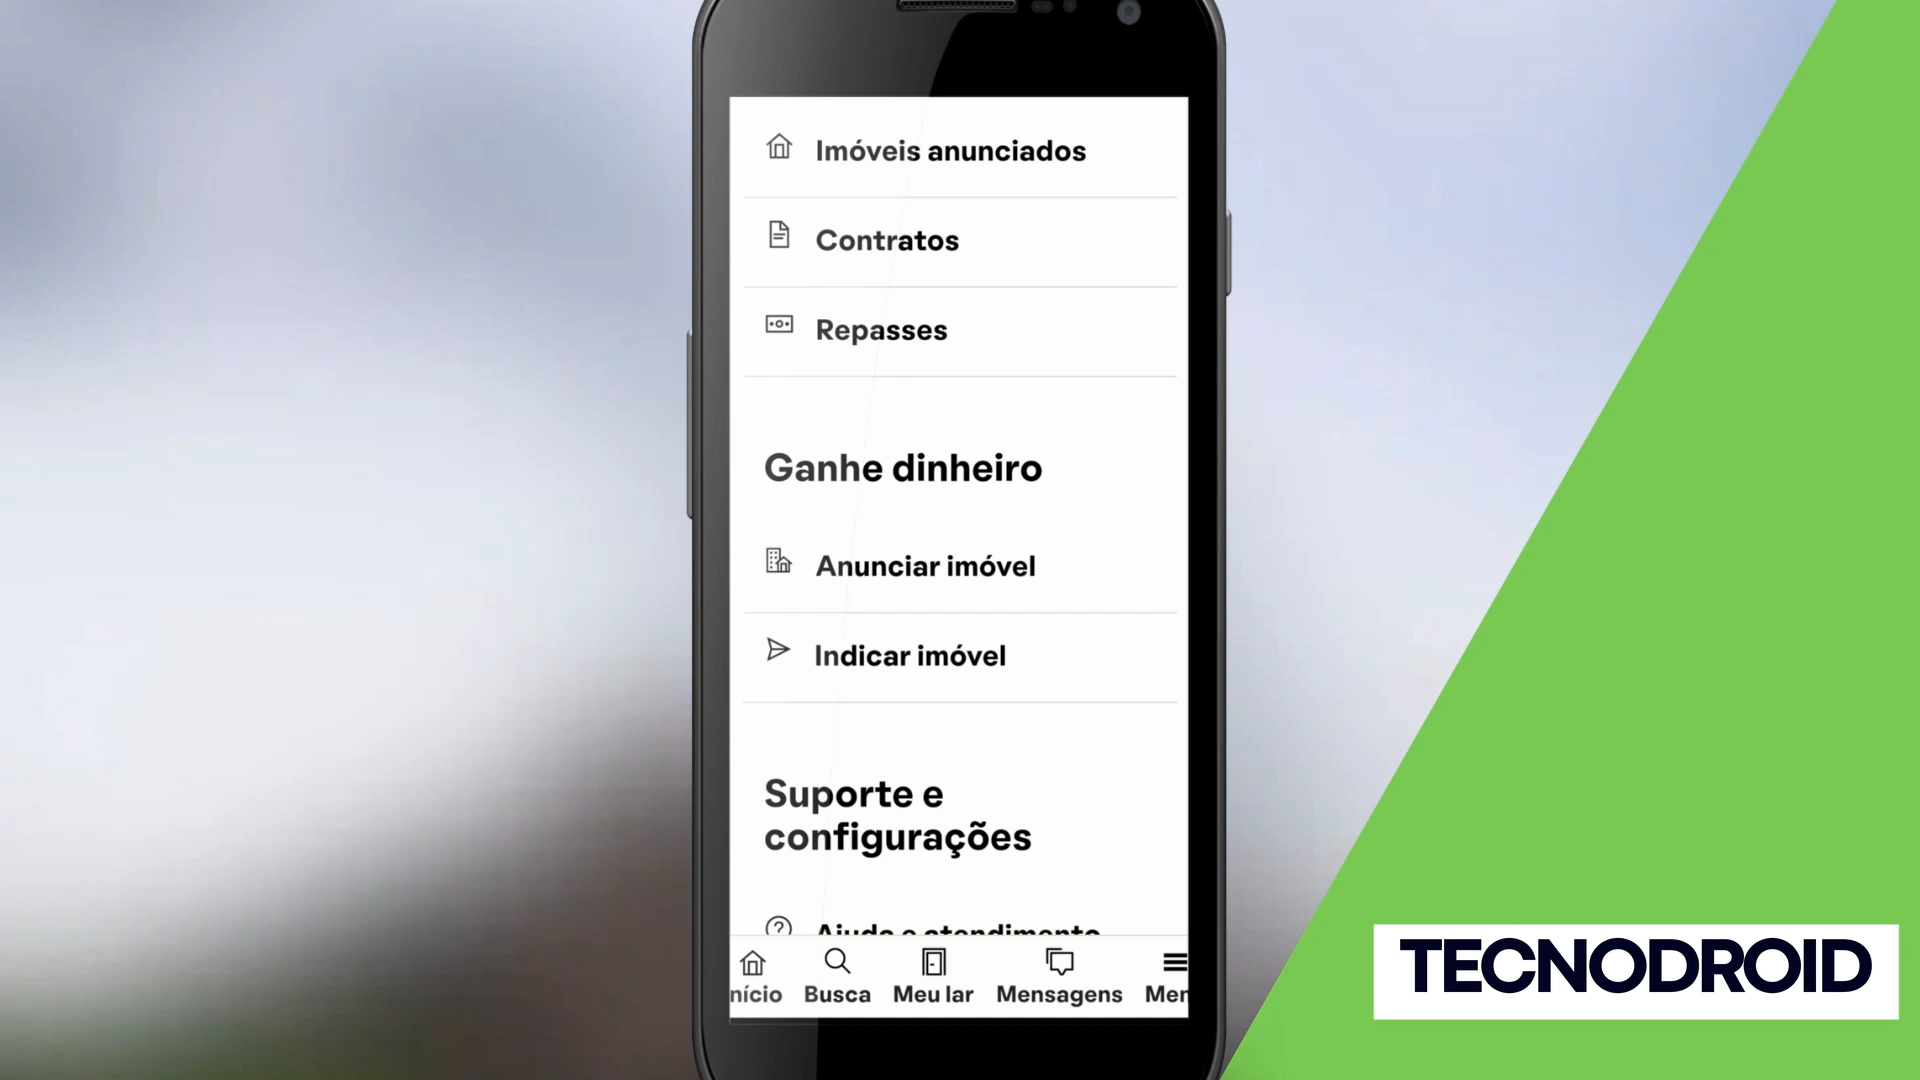 Imóveis anunciados
Contratos
Repasses
Ganhe dinheiro
Anunciar imóvel
Indicar imóvel
Suporte e
configurações
Ajuda e atendimento
nício Busca Meu lar Mensagens Men
TECNODROID